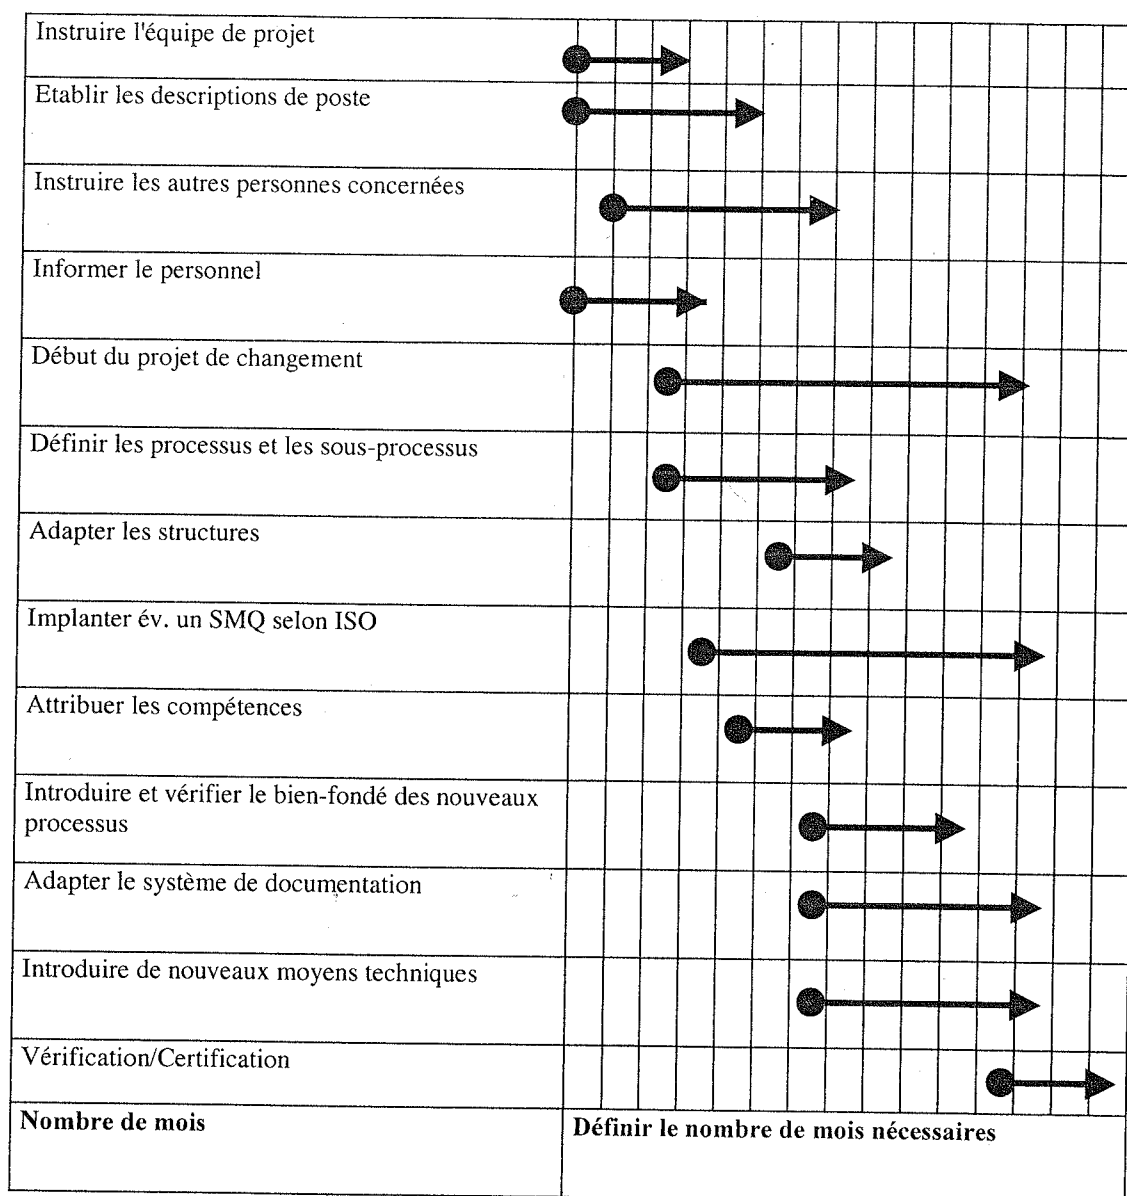 Instruire l'équipe de projet
Etablir les descriptions de poste
Instruire les autres personnes concernées
Informer le personnel
Début du projet de changement
Définir les processus et les sous-processus
Adapter les structures
Implanter év. un SMQ selon ISO
Attribuer les compétences
Introduire et vérifier le bien-fondé des nouveaux
processus
Adapter le système de documentation
Introduire de nouveaux moyens techniques
Vérification/Certification
Nombre de mois
Définir le nombre de mois nécessaires